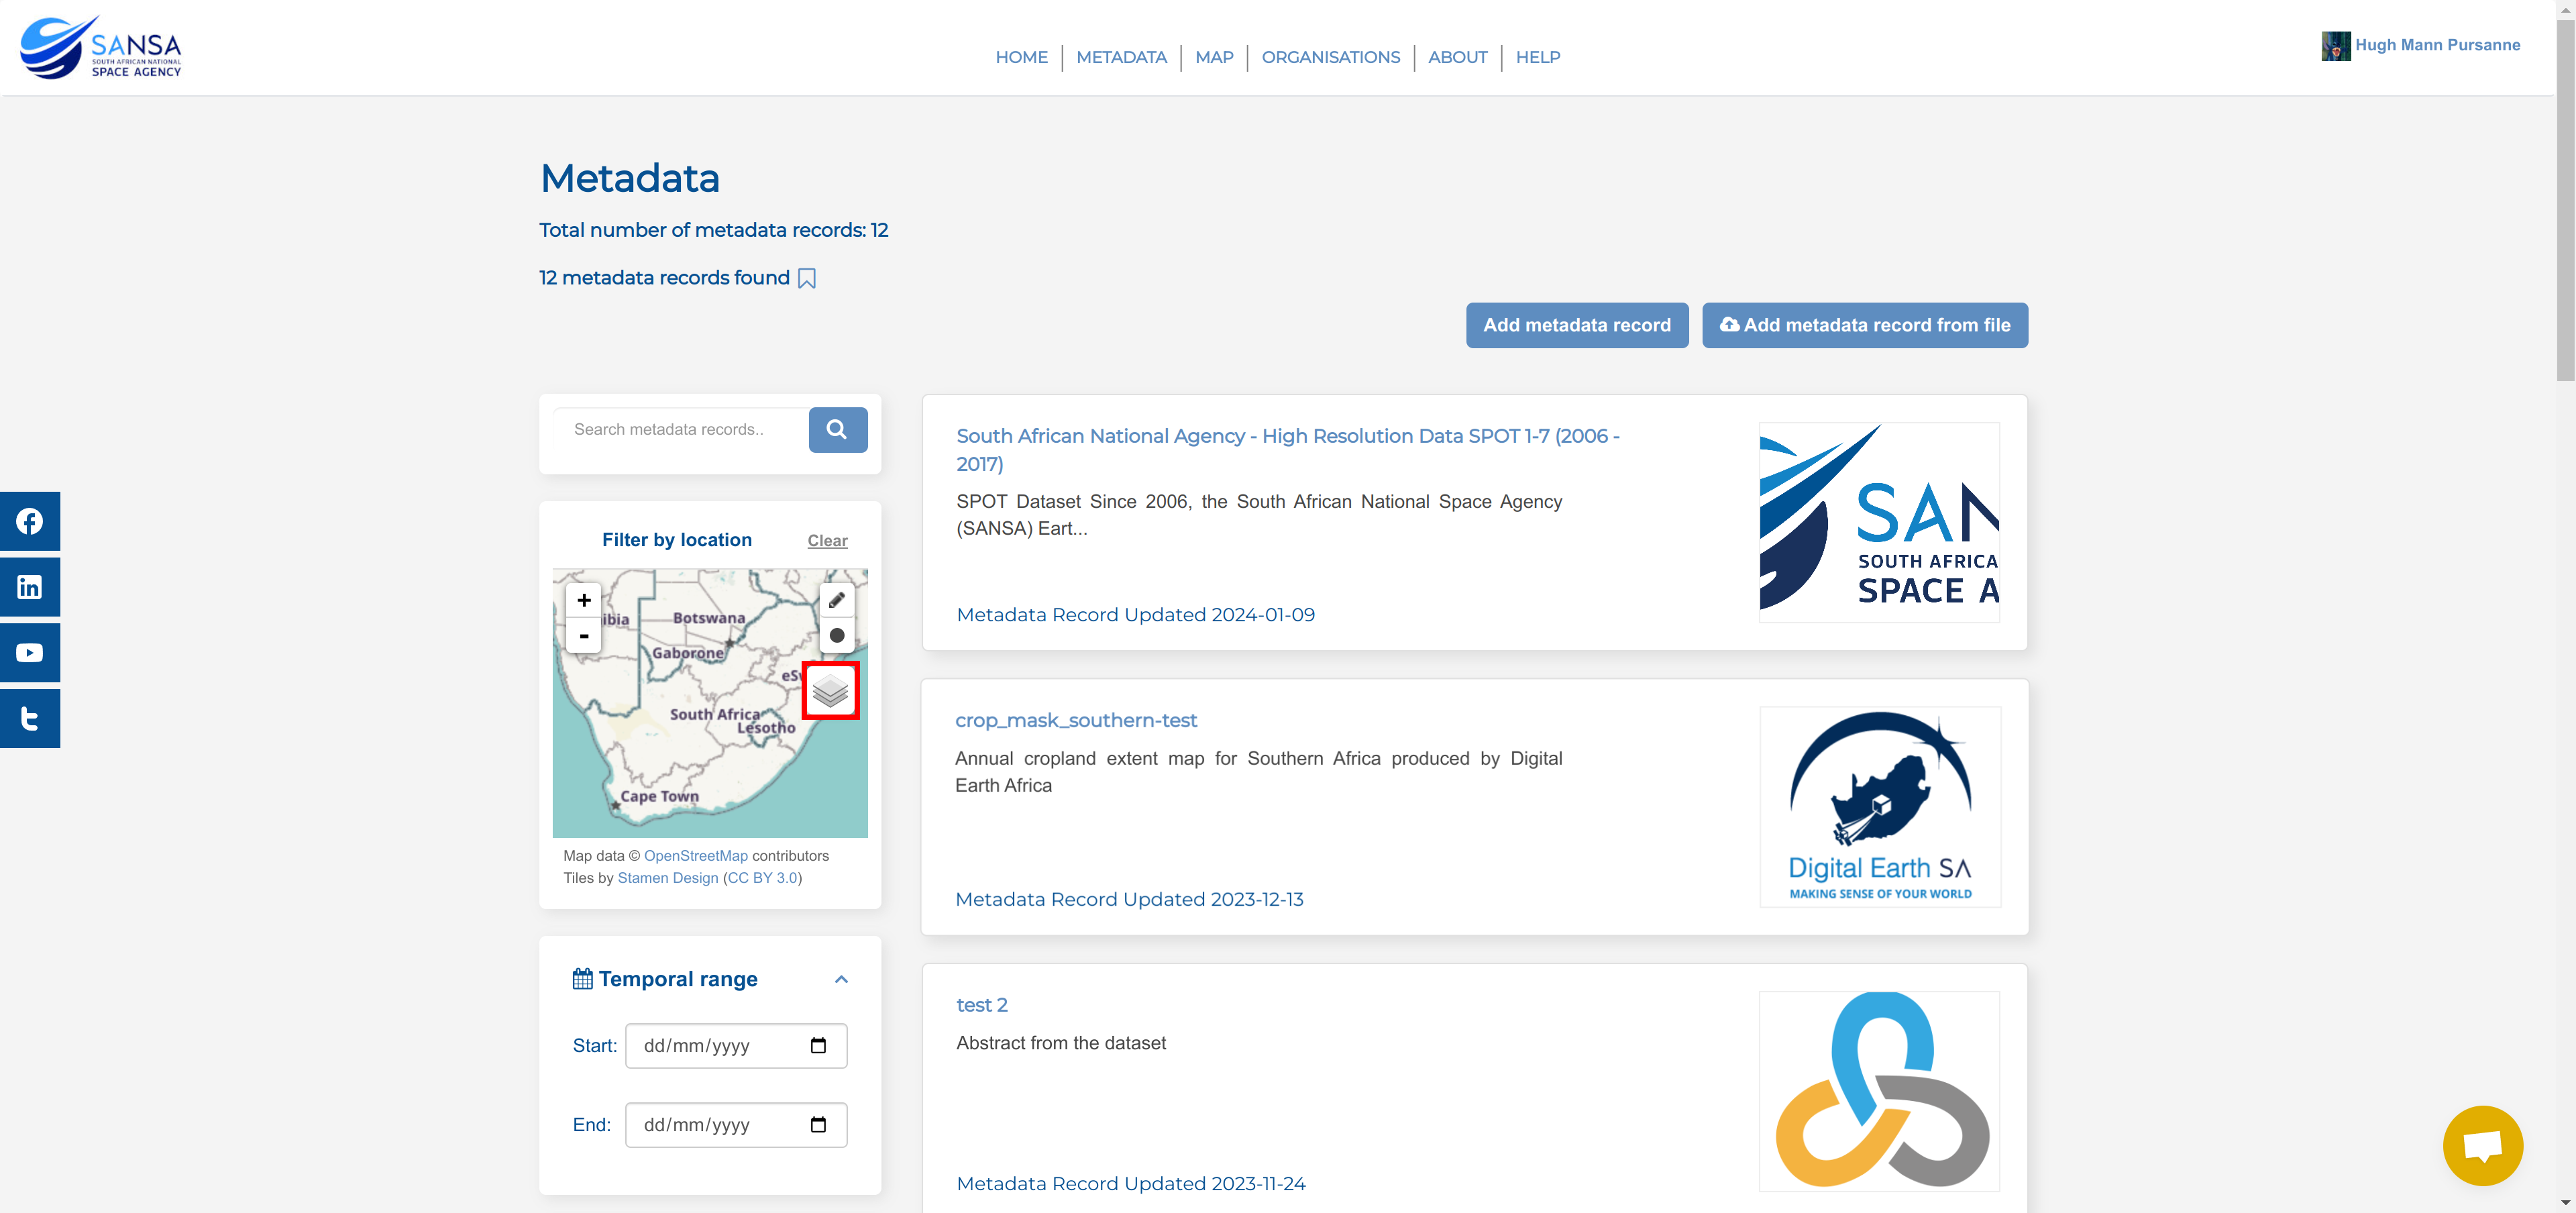 SANSA
SOUTH AFRICAN NATIONAL
SPACE AGENCY
HOME
METADATA
MAP
ORGANISATIONS
ABOUT
HELP
Hugh Mann Pursanne
Metadata
Total number of metadata records: 12
12 metadata records found
Add metadata record
Add metadata record from file
Search metadata records..
Filter by location
Clear
+
-
ibia
Botswana
Gaborone
eSw
South Africa
Lesotho
Cape Town
Map data © OpenStreetMap contributors
Tiles by Stamen Design (CC BY 3.0)
Temporal range
Start:
dd/mm/yyyy
End:
dd/mm/yyyy
South African National Agency - High Resolution Data SPOT 1-7 (2006 -
2017)
SPOT Dataset Since 2006, the South African National Space Agency
(SANSA) Eart...
Metadata Record Updated 2024-01-09
SAN
SOUTH AFRICA
SPACE A
crop_mask_southern-test
Annual cropland extent map for Southern Africa produced by Digital
Earth Africa
Metadata Record Updated 2023-12-13
Digital Earth SA
MAKING SENSE OF YOUR WORLD
test 2
Abstract from the dataset
Metadata Record Updated 2023-11-24